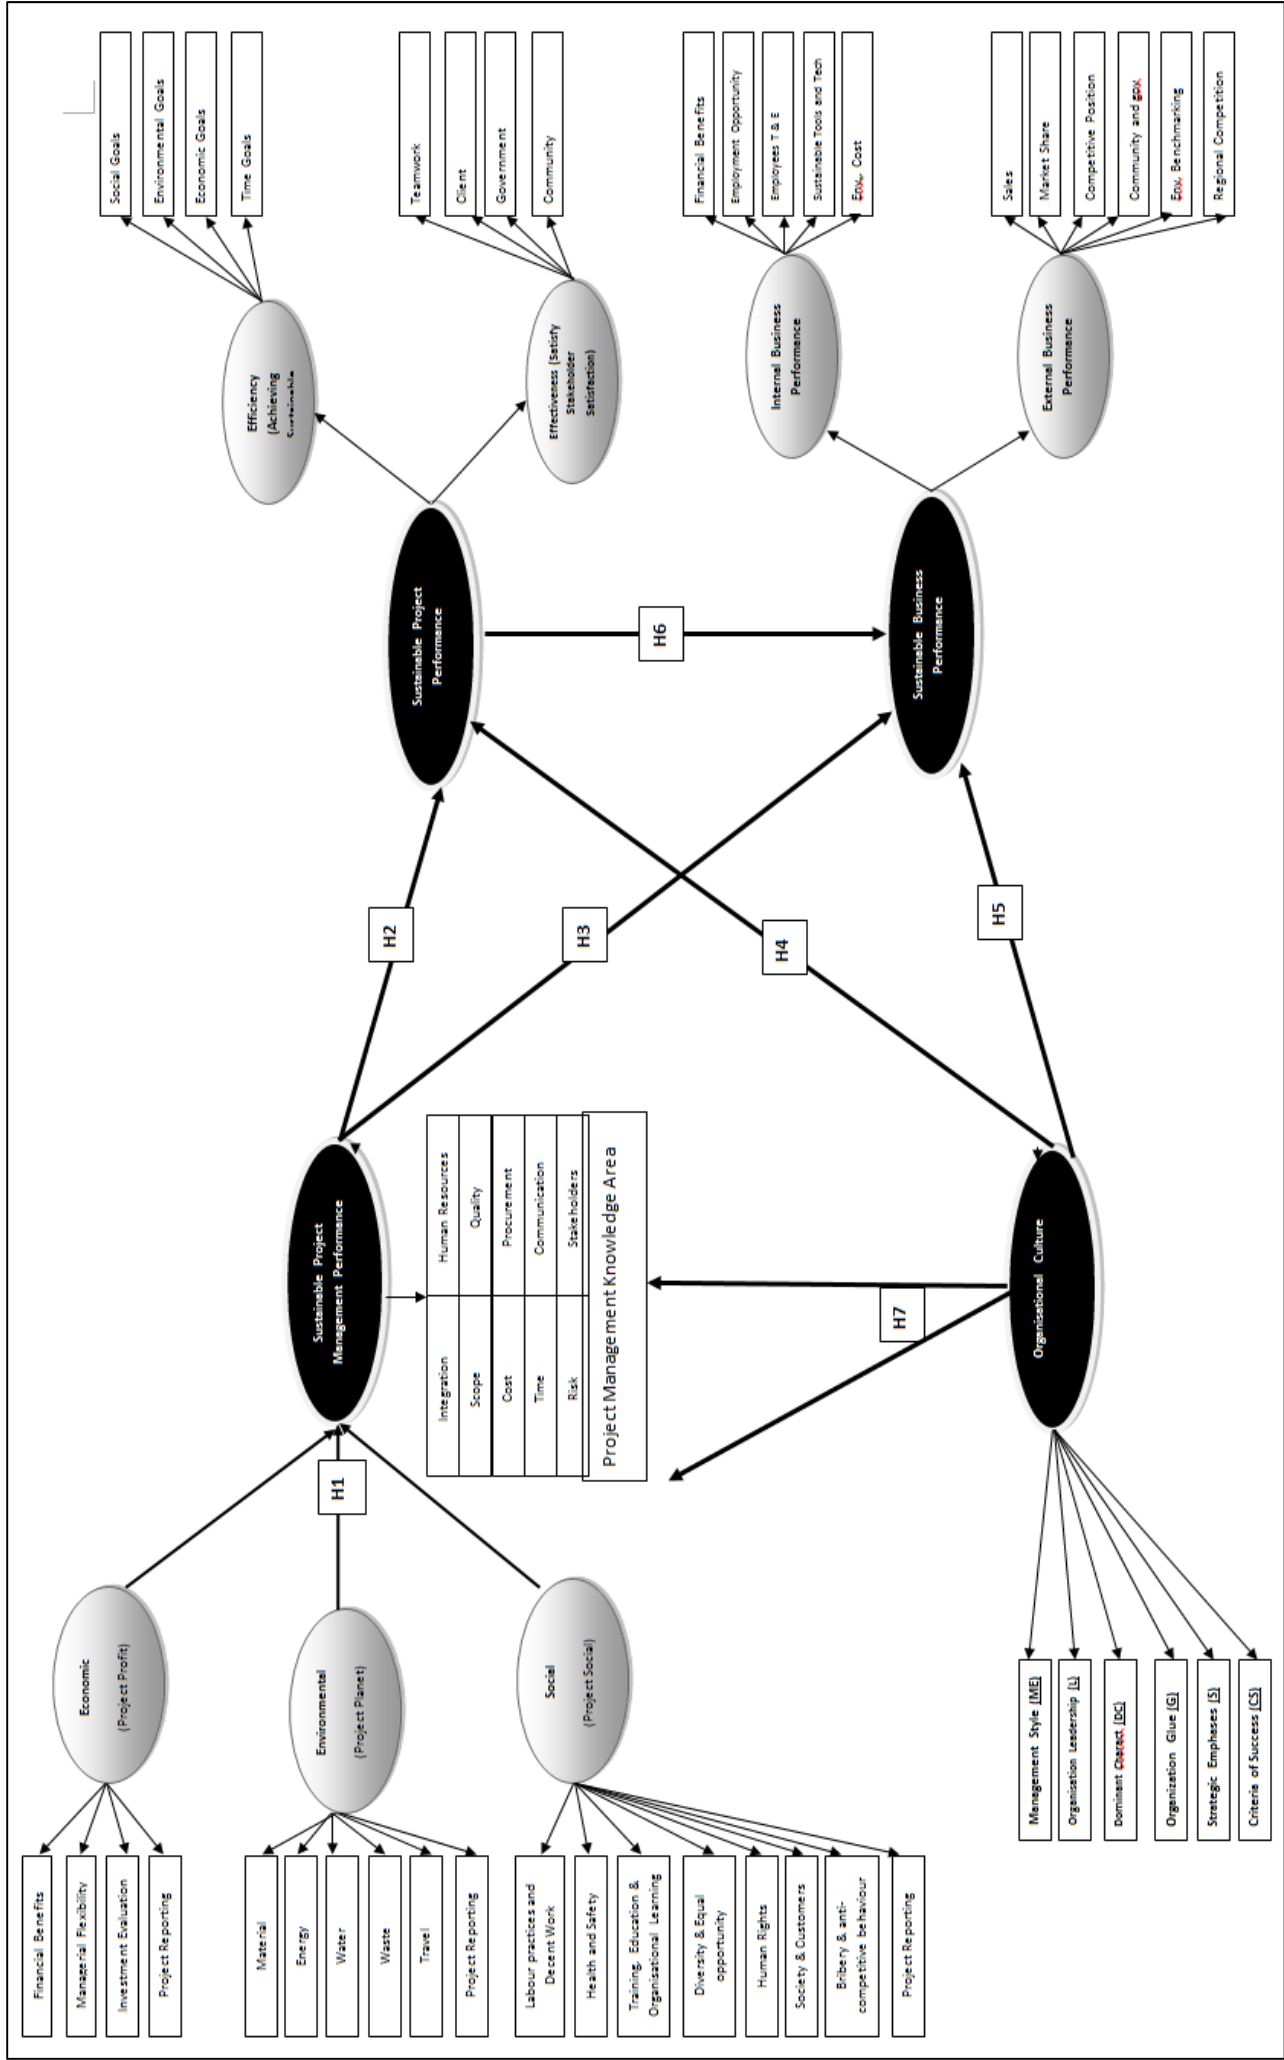 Financial Benefits
Managerial Flexibility
Investment Evaluation
Project Reporting
Material
Energy
Water
Waste
Travel
Project Reporting
Labour practices and
Decent Work
Health and Safety
Training, Education &
Organisational Learning
Diversity & Equal
opportunity
Human Rights
Society & Customers
Bribery & anti-
competitive behaviour
Project Reporting
Economic
(Project Profit)
Environmental
(Project Planet)
Social
(Project Social)
H1
Management Style (ME)
Organisation Leadership (L)
Dominant Charact (DC)
Organization Glue (G)
Strategic Emphases (S)
Criteria of Success (CS)
Sustainable Project
Management Performance
Integration
Human Resources
Scope
Quality
Cost
Procurement
Time
Communication
Risk
Stakeholders
Project Management Knowledge Area
H7
Organisational Culture
H2
H3
H4
H5
Sustainable Project
Performance
H6
Sustainable Business
Performance
Efficiency
(Achieving
Sustainable
Effectiveness (Satisfy
Stakeholder
Satisfaction)
Internal Business
Performance
External Business
Performance
Social Goals
Environmental Goals
Economic Goals
Time Goals
Teamwork
Client
Government
Community
Financial Benefits
Employment Opportunity
Employees T & E
Sustainable Tools and Tech
Env. Cost
Sales
Market Share
Competitive Position
Community and gov.
Env. Benchmarking
Regional Competition